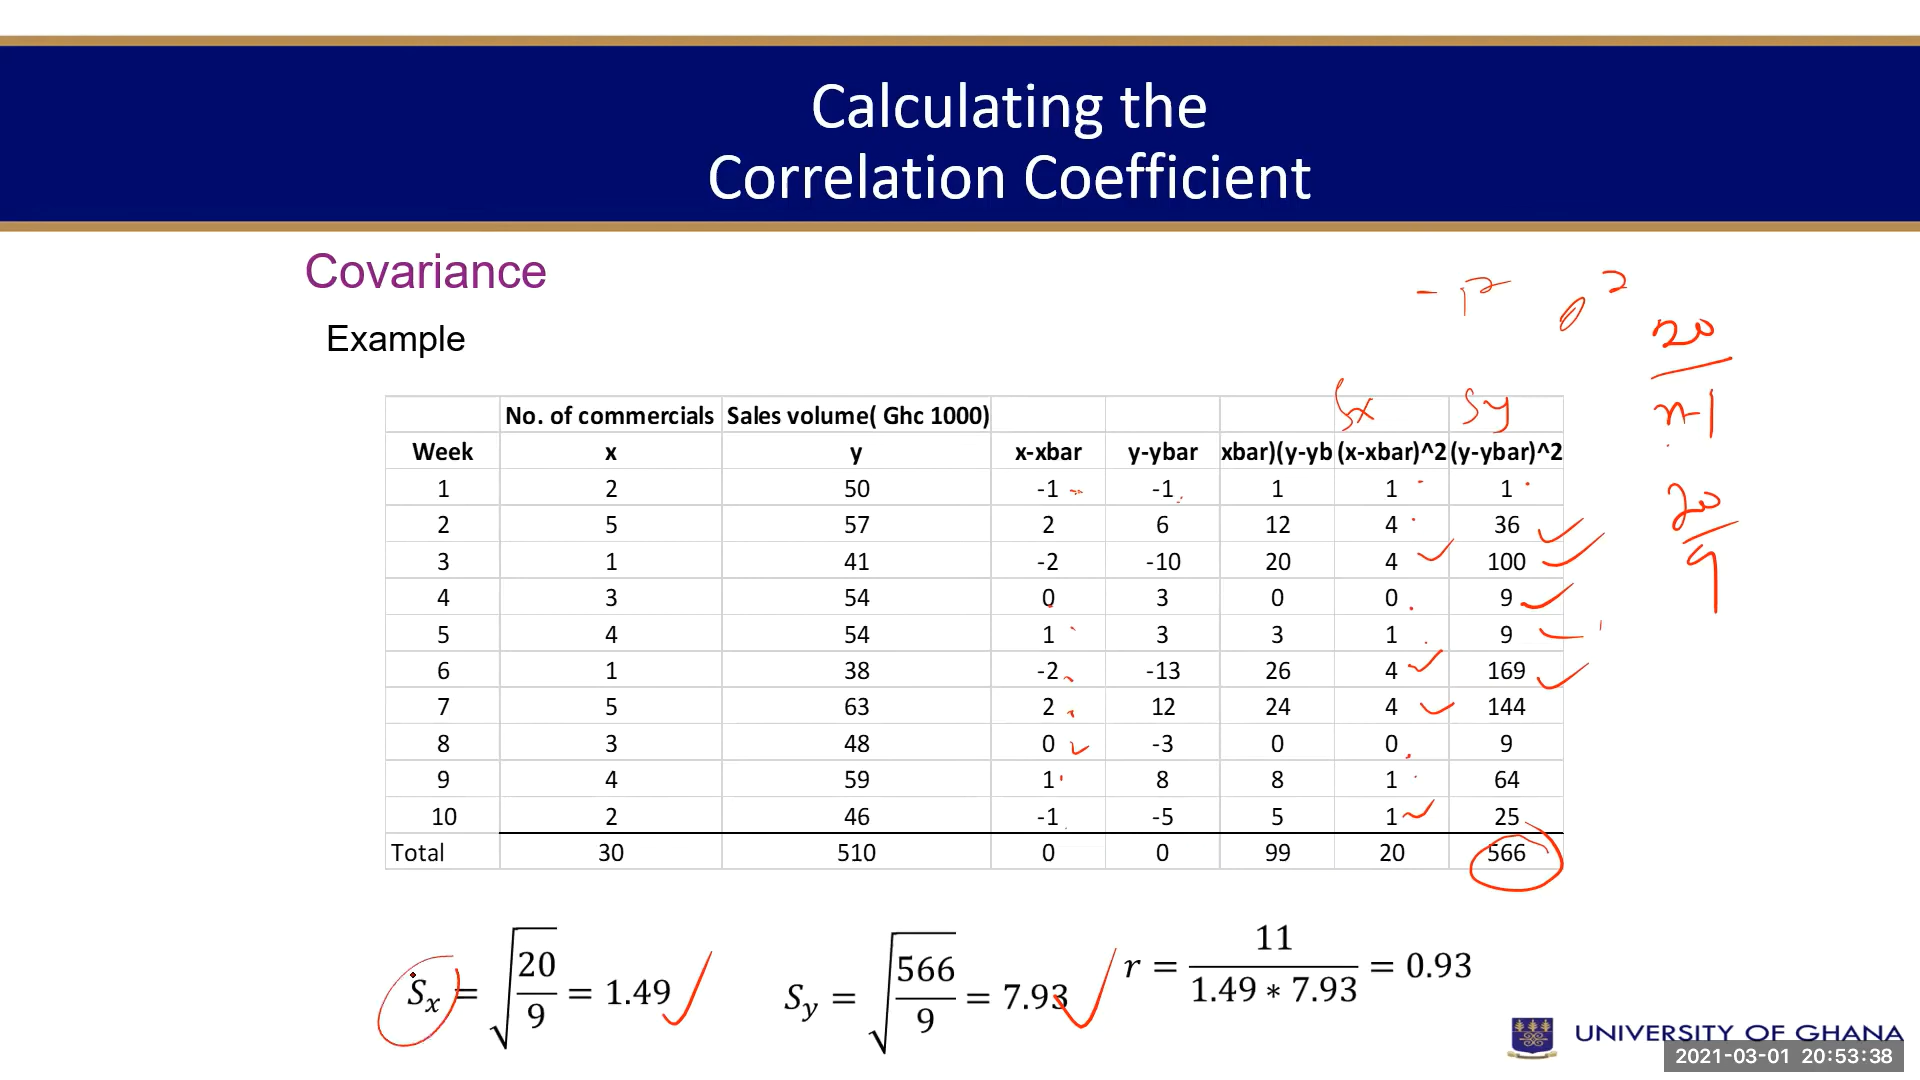 Calculating the
Correlation Coefficient
Covariance
Example
- 12 0 2
20
n-1
20
9
Sx Sy
No. of commercials Sales volume( Ghc 1000)
Week x y x-xbar y-ybar xbar)(y-yb (x-xbar)^2 (y-ybar)^2
1 2 50 -1 -1 1 1 1
2 5 57 2 6 12 4 36
3 1 41 -2 -10 20 4 100
4 3 54 0 3 0 0 9
5 4 54 1 3 3 1 9
6 1 38 -2 -13 26 4 169
7 5 63 2 12 24 4 144
8 3 48 0 -3 0 0 9
9 4 59 1 8 8 1 64
10 2 46 -1 -5 5 1 25
Total 30 510 0 0 99 20 566
Sx = √20/9 = 1.49
Sy = √566/9 = 7.93
r = 11/1.49 * 7.93 = 0.93
UNIVERSITY OF GHANA
2021-03-01 20:53:38